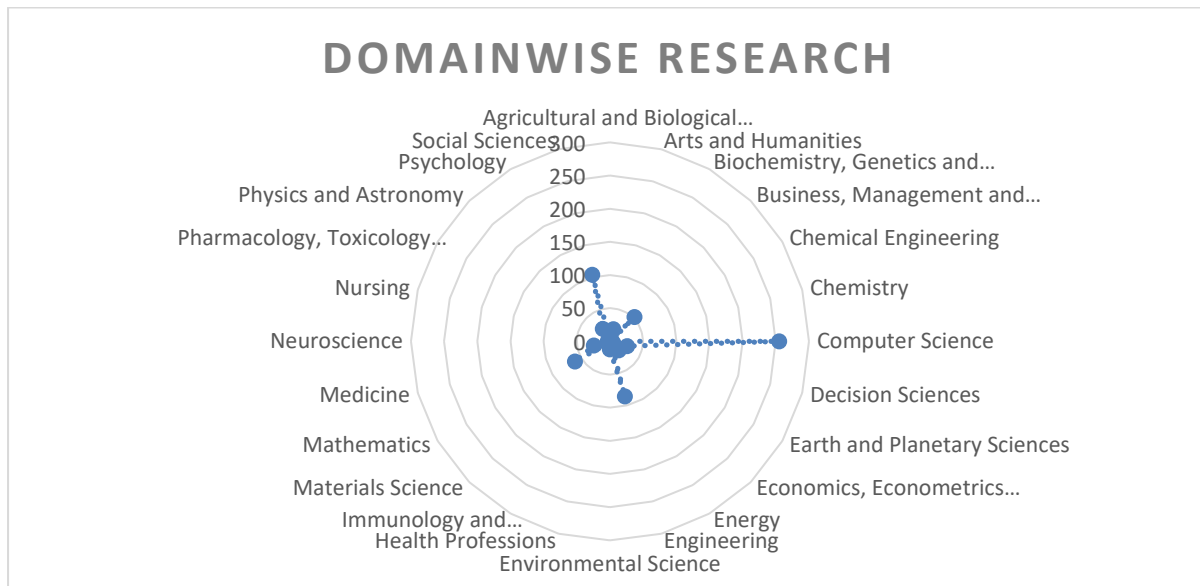 DOMAINWISE RESEARCH
Agricultural and Biological...
Arts and Humanities
Biochemistry, Genetics and...
Business, Management and...
Chemical Engineering
Chemistry
Computer Science
Decision Sciences
Earth and Planetary Sciences
Economics, Econometrics...
Energy
Engineering
Environmental Science
Health Professions
Immunology and...
Materials Science
Mathematics
Medicine
Neuroscience
Nursing
Pharmacology, Toxicology...
Physics and Astronomy
Psychology
Social Sciences
300
250
200
150
100
50
0